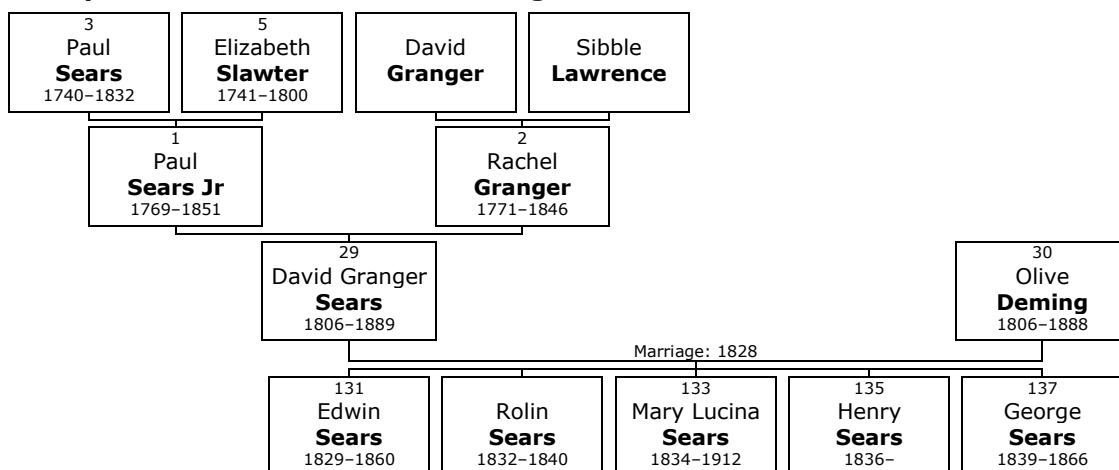 3
Paul
Sears
1740–1832
5
Elizabeth
Slawter
1741–1800
David
Granger
Sibble
Lawrence
1
Paul
Sears Jr
1769–1851
2
Rachel
Granger
1771–1846
29
David Granger
Sears
1806–1889
30
Olive
Deming
1806–1888
Marriage: 1828
131
Edwin
Sears
1829–1860
Rolin
Sears
1832–1840
133
Mary Lucina
Sears
1834–1912
135
Henry
Sears
1836–
137
George
Sears
1839–1866